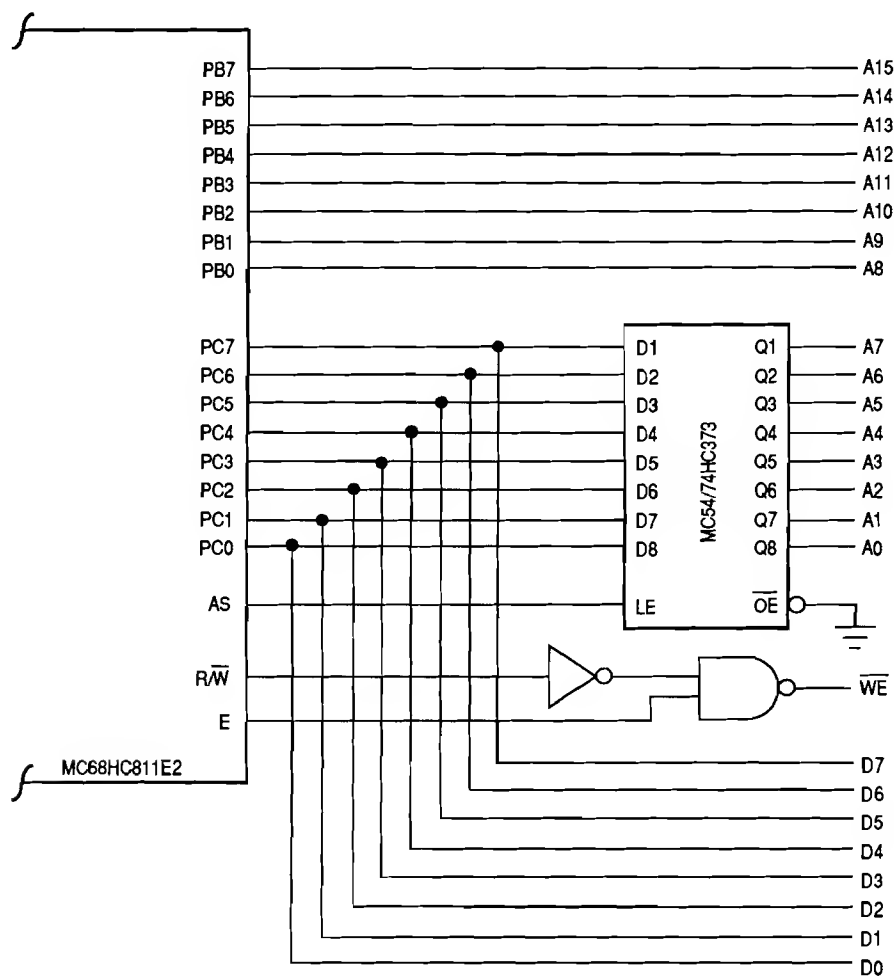 PB7 A15
PB6 A14
PB5 A13
PB4 A12
PB3 A11
PB2 A10
PB1 A9
PB0 A8
PC7 D1 Q1 A7
PC6 D2 Q2 A6
PC5 D3 Q3 A5
PC4 D4 Q4 A4
PC3 D5 Q5 A3
PC2 D6 Q6 A2
PC1 D7 Q7 A1
PC0 D8 Q8 A0
MC54/74HC373
AS LE O̅E̅
R/W̅ W̅E̅
E
MC68HC811E2
D7
D6
D5
D4
D3
D2
D1
D0